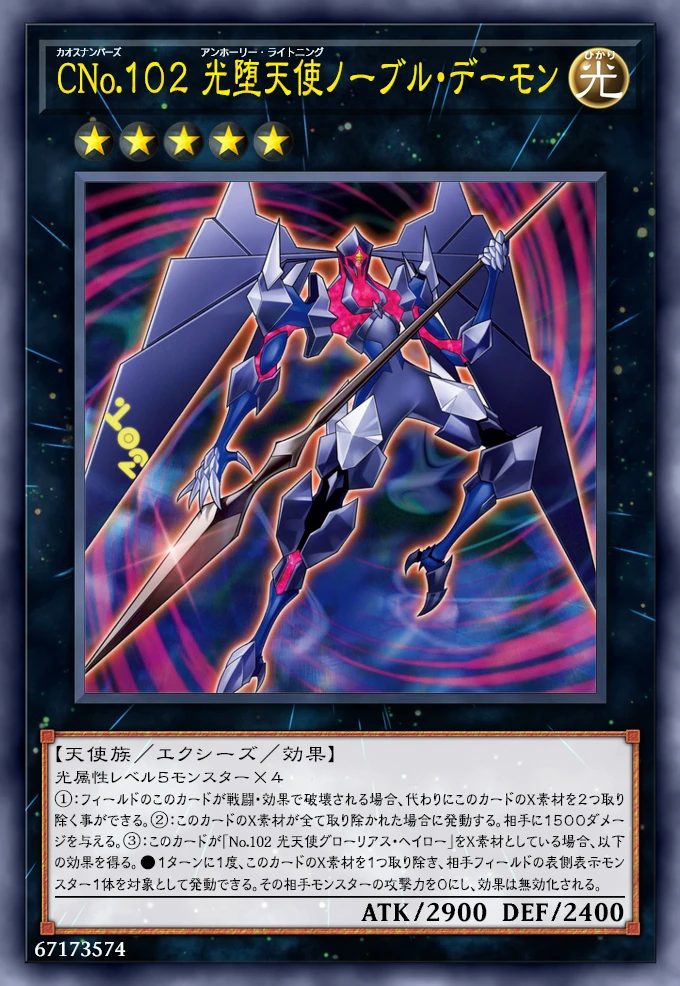 カオスナンバーズ アンホーリー・ライトニング
CNo.102 光堕天使ノーブル・デーモン
ひかり
光
102
【天使族/エクシーズ/効果】
光属性レベル5モンスター×4
①:フィールドのこのカードが戦闘・効果で破壊される場合、代わりにこのカードのX素材を2つ取り
除く事ができる。②:このカードのX素材が全て取り除かれた場合に発動する。相手に1500ダメー
ジを与える。③:このカードが「No.102 光天使グローリアス・ヘイロー」をX素材としている場合、以下
の効果を得る。●1ターンに1度、このカードのX素材を1つ取り除き、相手フィールドの表側表示モン
スター1体を対象として発動できる。その相手モンスターの攻撃力を0にし、効果は無効化される。
ATK/2900 DEF/2400
67173574